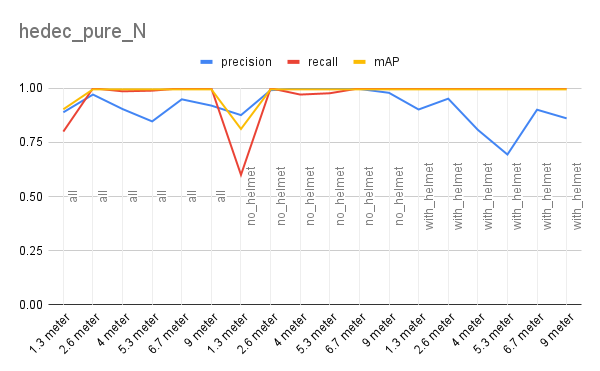 hedec_pure_N
precision recall mAP
1.00
0.75
0.50
0.25
0.00
all
all
all
all
all
all
no_helmet
no_helmet
no_helmet
no_helmet
no_helmet
no_helmet
with_helmet
with_helmet
with_helmet
with_helmet
with_helmet
with_helmet
1.3 meter
2.6 meter
4 meter
5.3 meter
6.7 meter
9 meter
1.3 meter
2.6 meter
4 meter
5.3 meter
6.7 meter
9 meter
1.3 meter
2.6 meter
4 meter
5.3 meter
6.7 meter
9 meter